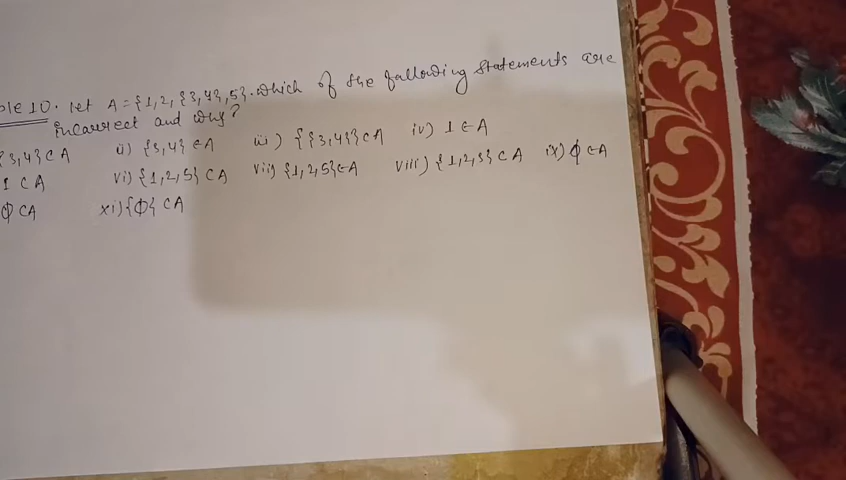 ple 10. let A = {1, 2, {3, 4}, 5}. which of the following statements are
incorrect and why?
{3,4} ⊂ A ii) {3,4} ∈ A iii) {{3,4}} ⊂ A iv) 1 ∈ A
1 ⊂ A vi) {1,2,5} ⊂ A vii) {1,2,5} ∈ A viii) {1,2,3} ⊂ A ix) ϕ ∈ A
ϕ ⊂ A xi) {ϕ} ⊂ A